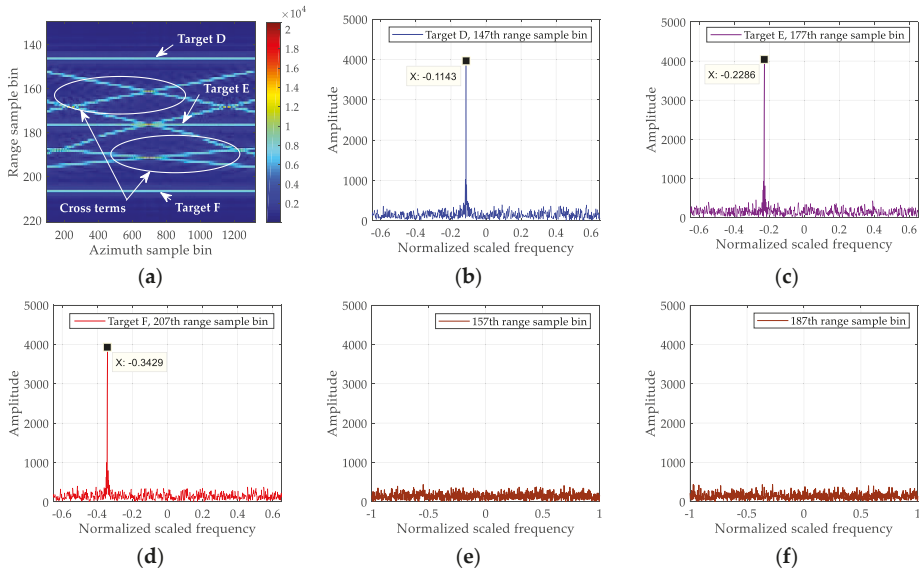 ×10⁴
130
140
160
180
200
220
200 400 600 800 1000 1200
Range sample bin
Azimuth sample bin
Target D
Target E
Cross terms
Target F
2
1.8
1.6
1.4
1.2
1
0.8
0.6
0.4
0.2
(a)
5000
4000
3000
2000
1000
0
Amplitude
Target D, 147th range sample bin
X: -0.1143
-0.6 -0.4 -0.2 0 0.2 0.4 0.6
Normalized scaled frequency
(b)
5000
4000
3000
2000
1000
0
Amplitude
Target E, 177th range sample bin
X: -0.2286
-0.6 -0.4 -0.2 0 0.2 0.4 0.6
Normalized scaled frequency
(c)
5000
4000
3000
2000
1000
0
Amplitude
Target F, 207th range sample bin
X: -0.3429
-0.6 -0.4 -0.2 0 0.2 0.4 0.6
Normalized scaled frequency
(d)
5000
4000
3000
2000
1000
0
Amplitude
157th range sample bin
-1 -0.5 0 0.5 1
Normalized scaled frequency
(e)
5000
4000
3000
2000
1000
0
Amplitude
187th range sample bin
-1 -0.5 0 0.5 1
Normalized scaled frequency
(f)